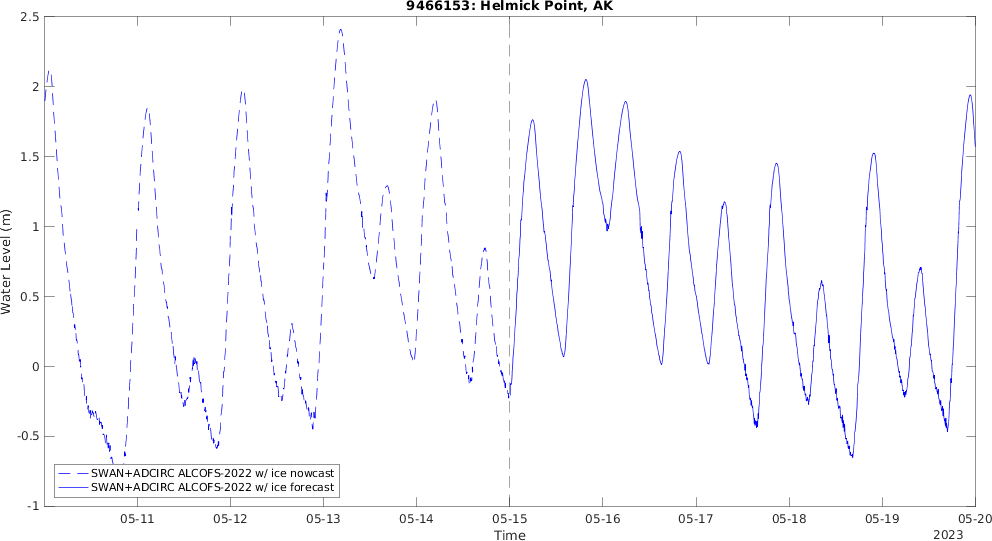 9466153: Helmick Point, AK
2.5
2
1.5
1
0.5
0
-0.5
-1
Water Level (m)
SWAN+ADCIRC ALCOFS-2022 w/ ice nowcast
SWAN+ADCIRC ALCOFS-2022 w/ ice forecast
05-11 05-12 05-13 05-14 05-15 05-16 05-17 05-18 05-19 05-20
Time
2023